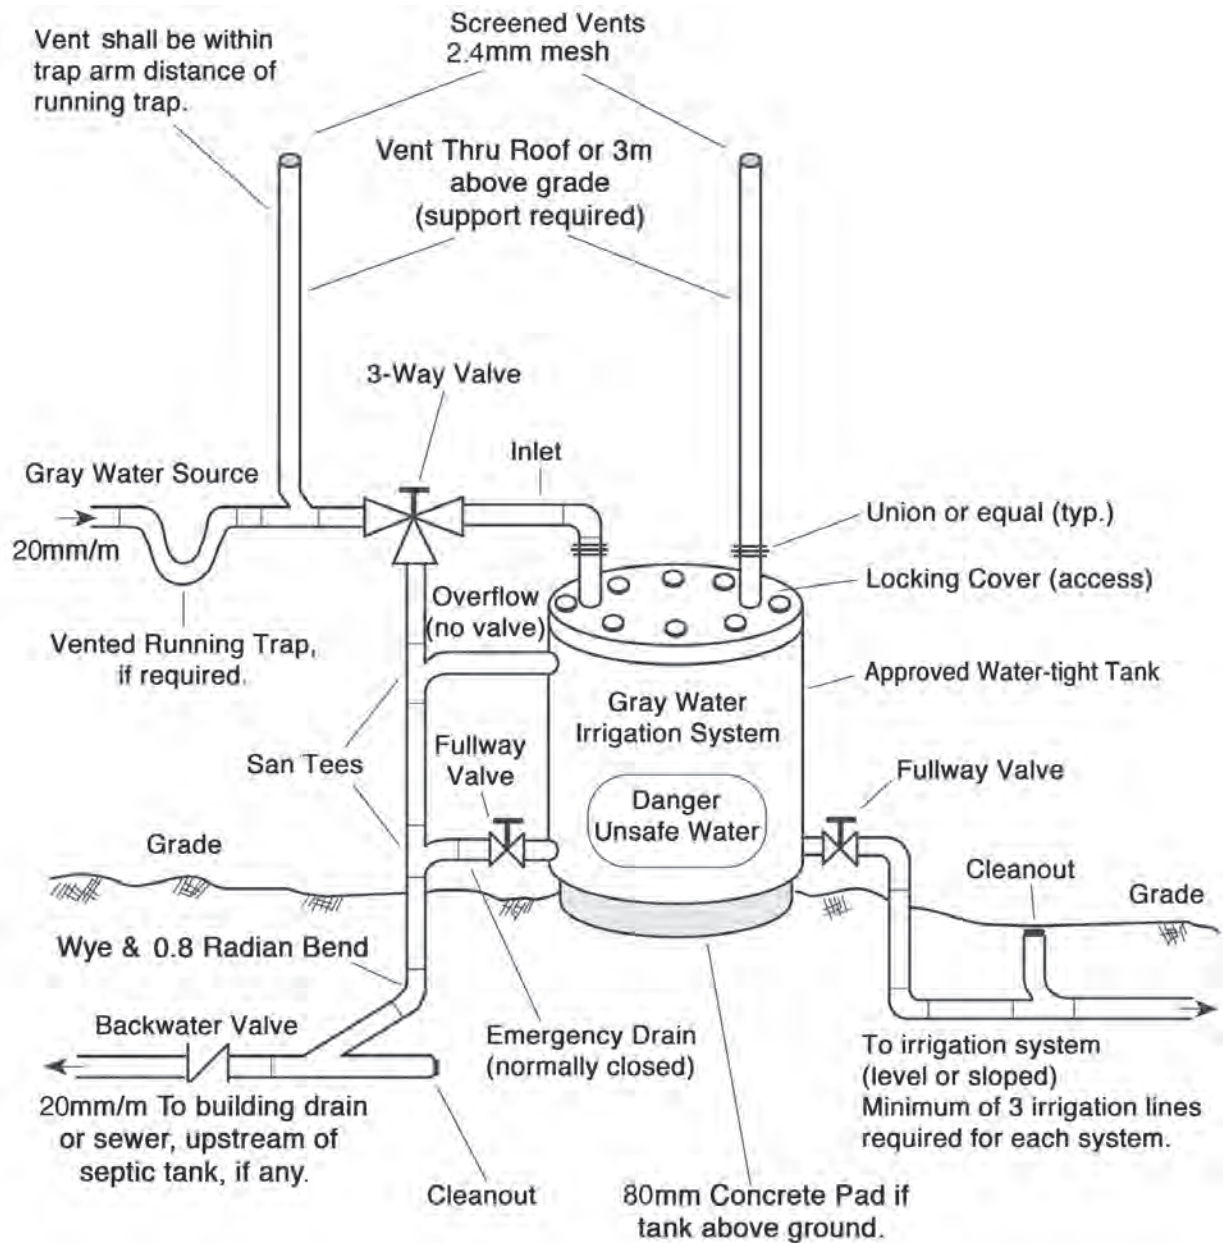 Vent shall be within
trap arm distance of
running trap.
Screened Vents
2.4mm mesh
Vent Thru Roof or 3m
above grade
(support required)
3-Way Valve
Inlet
Gray Water Source
20mm/m
Union or equal (typ.)
Locking Cover (access)
Overflow
(no valve)
Vented Running Trap,
if required.
Approved Water-tight Tank
Gray Water
Irrigation System
San Tees
Fullway
Valve
Fullway Valve
Danger
Unsafe Water
Grade
Cleanout
Grade
Wye & 0.8 Radian Bend
Backwater Valve
Emergency Drain
(normally closed)
To irrigation system
(level or sloped)
Minimum of 3 irrigation lines
required for each system.
20mm/m To building drain
or sewer, upstream of
septic tank, if any.
Cleanout
80mm Concrete Pad if
tank above ground.